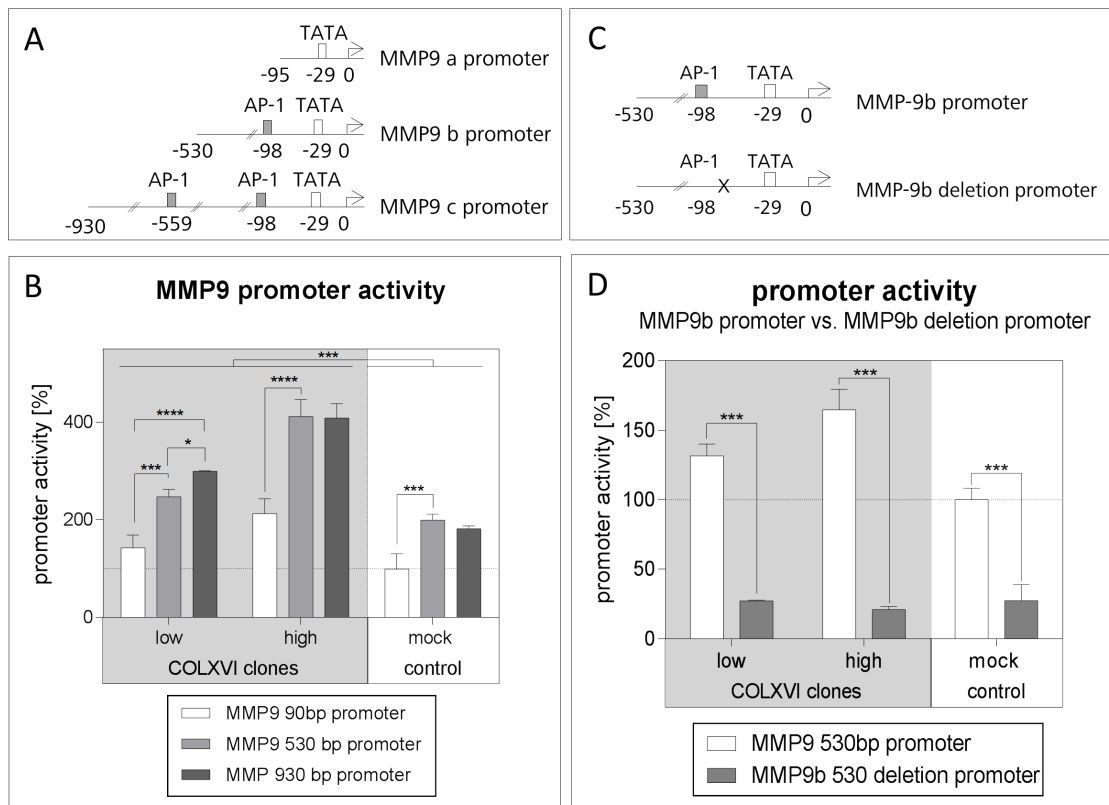 A
TATA
MMP9 a promoter
-95 -29 0
AP-1 TATA
MMP9 b promoter
-530 -98 -29 0
AP-1 AP-1 TATA
MMP9 c promoter
-930 -559 -98 -29 0
C
AP-1 TATA
MMP-9b promoter
-530 -98 -29 0
AP-1 X TATA
MMP-9b deletion promoter
-530 -98 -29 0
B
MMP9 promoter activity
promoter activity [%]
400
200
0
***
****
****
*
***
***
low high mock
COLXVI clones control
MMP9 90bp promoter
MMP9 530 bp promoter
MMP 930 bp promoter
D
promoter activity
MMP9b promoter vs. MMP9b deletion promoter
promoter activity [%]
200
150
100
50
0
***
***
***
low high mock
COLXVI clones control
MMP9 530bp promoter
MMP9b 530 deletion promoter